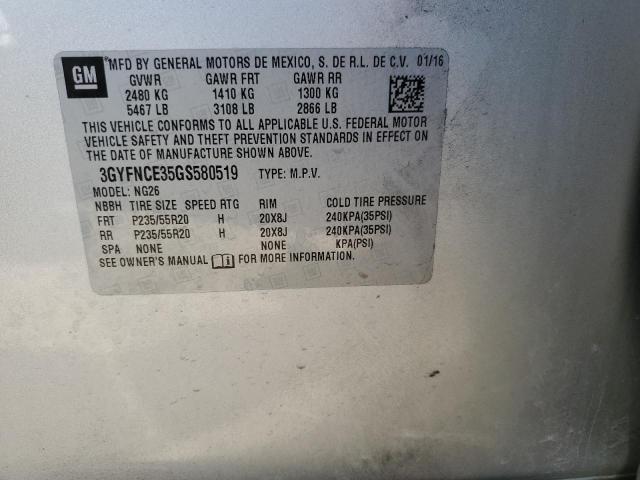 GM
®MFD BY GENERAL MOTORS DE MEXICO, S. DE R.L. DE C.V. 01/16
GVWR GAWR FRT GAWR RR
2480 KG 1410 KG 1300 KG
5467 LB 3108 LB 2866 LB
THIS VEHICLE CONFORMS TO ALL APPLICABLE U.S. FEDERAL MOTOR
VEHICLE SAFETY AND THEFT PREVENTION STANDARDS IN EFFECT ON
THE DATE OF MANUFACTURE SHOWN ABOVE.
3GYFNCE35GS580519 TYPE: M.P.V.
MODEL: NG26
NBBH TIRE SIZE SPEED RTG RIM COLD TIRE PRESSURE
FRT P235/55R20 H 20X8J 240KPA(35PSI)
RR P235/55R20 H 20X8J 240KPA(35PSI)
SPA NONE NONE KPA(PSI)
SEE OWNER'S MANUAL FOR MORE INFORMATION.